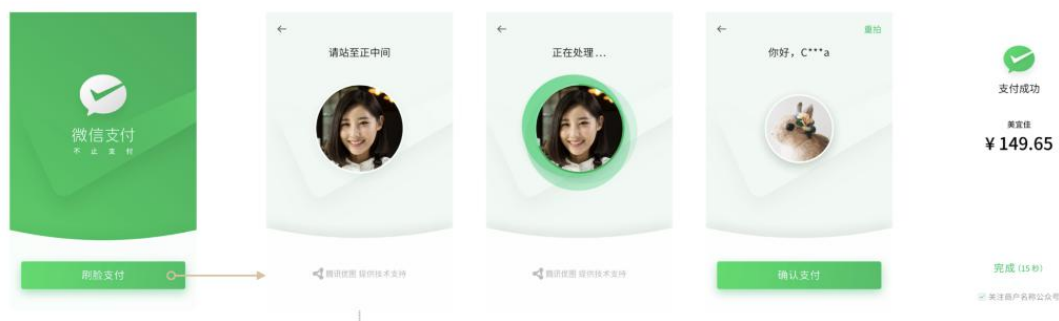 微信支付
不止支付
刷脸支付
请站至正中间
腾讯优图 提供技术支持
正在处理...
腾讯优图 提供技术支持
重拍
你好，C***a
确认支付
支付成功
美宜佳
¥149.65
完成 (15秒)
关注商户名称公众号